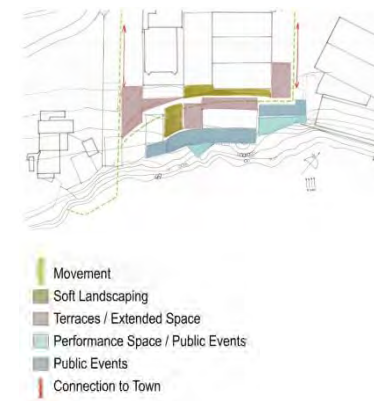 Movement
Soft Landscaping
Terraces / Extended Space
Performance Space / Public Events
Public Events
Connection to Town